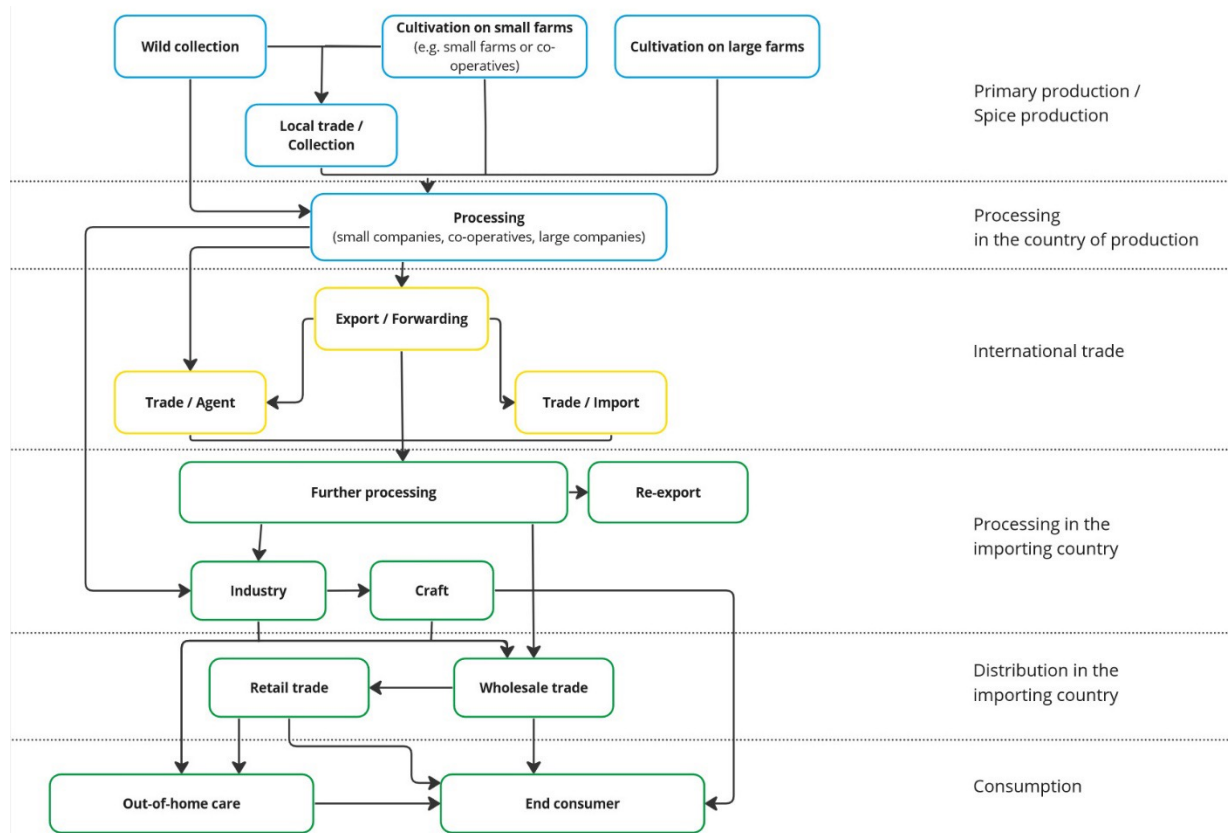 Wild collection
Cultivation on small farms
(e.g. small farms or co-
operatives)
Cultivation on large farms
Local trade /
Collection
Primary production /
Spice production
Processing
(small companies, co-operatives, large companies)
Processing
in the country of production
Export / Forwarding
International trade
Trade / Agent
Trade / Import
Further processing
Re-export
Processing in the
importing country
Industry
Craft
Retail trade
Wholesale trade
Distribution in the
importing country
Out-of-home care
End consumer
Consumption